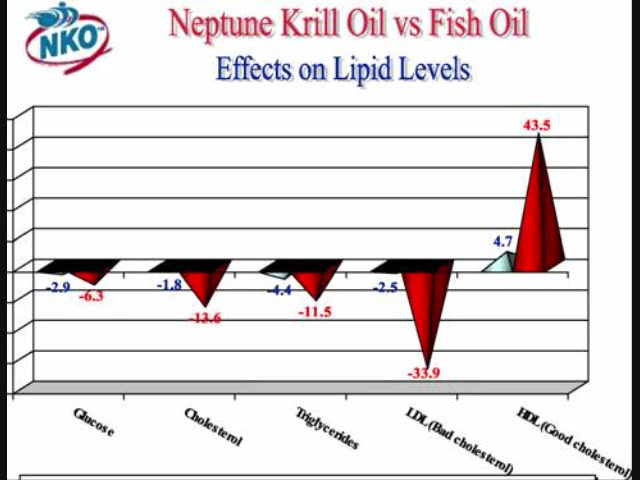 NKO™
Neptune Krill Oil vs Fish Oil
Effects on Lipid Levels
43.5
4.7
-2.9
-6.3
-1.8
-13.6
-4.4
-11.5
-2.5
-33.9
Glucose
Cholesterol
Triglycerides
LDL (Bad cholesterol)
HDL (Good cholesterol)